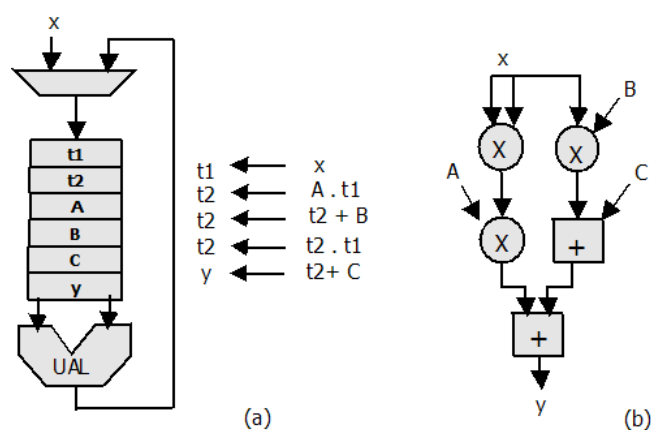 x
t1
t2
A
B
C
y
UAL
t1 x
t2 A . t1
t2 t2 + B
t2 t2 . t1
y t2+ C
(a)
x
B
X X
A C
X +
+
y
(b)